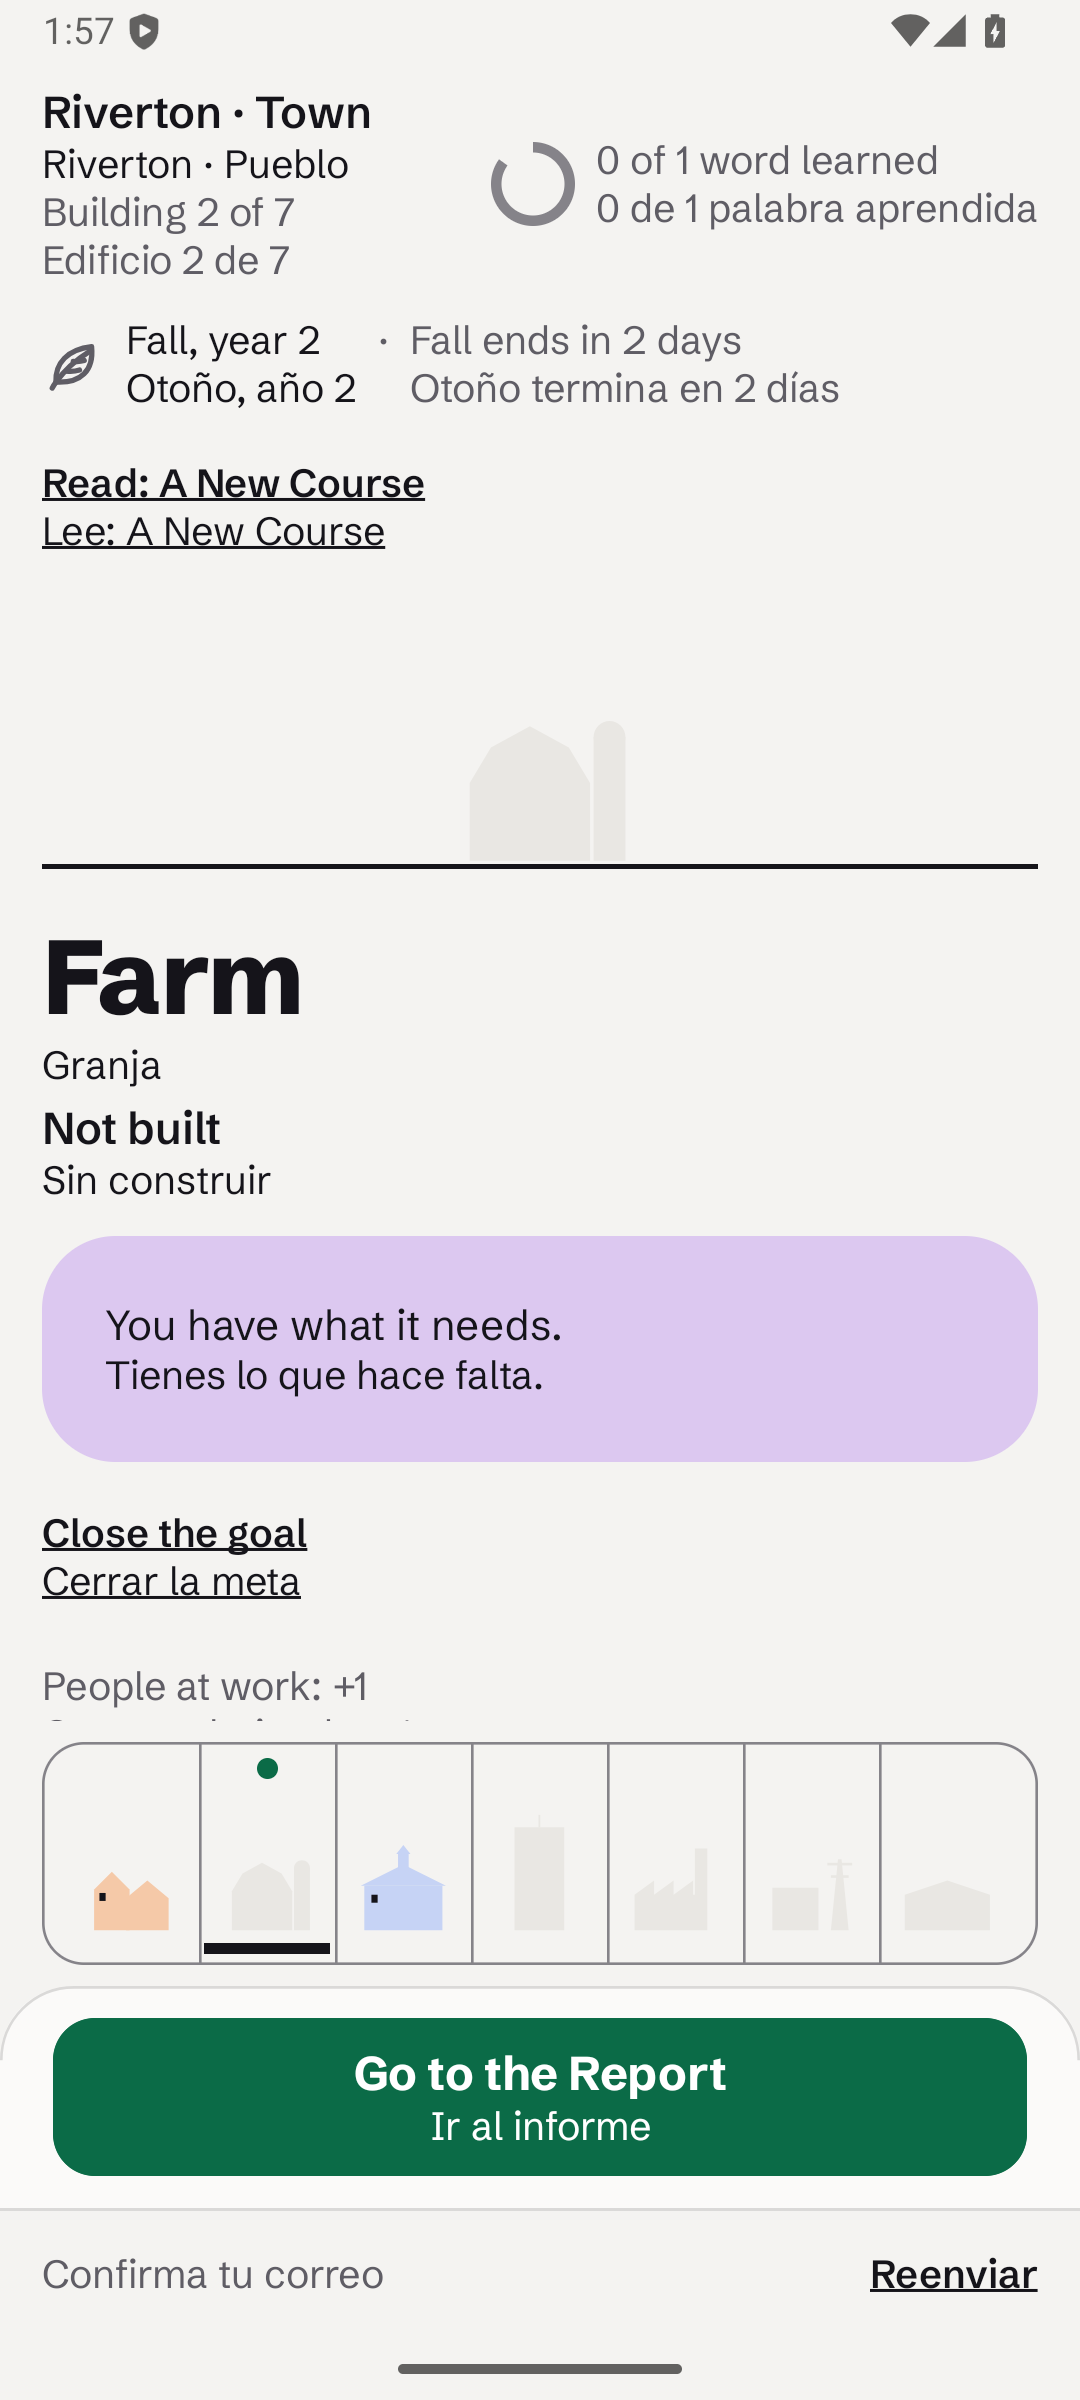 1:57
Riverton · Town
Riverton · Pueblo
Building 2 of 7
Edificio 2 de 7
0 of 1 word learned
0 de 1 palabra aprendida
Fall, year 2 · Fall ends in 2 days
Otoño, año 2 Otoño termina en 2 días
Read: A New Course
Lee: A New Course
Farm
Granja
Not built
Sin construir
You have what it needs.
Tienes lo que hace falta.
Close the goal
Cerrar la meta
People at work: +1
Go to the Report
Ir al informe
Confirma tu correo
Reenviar